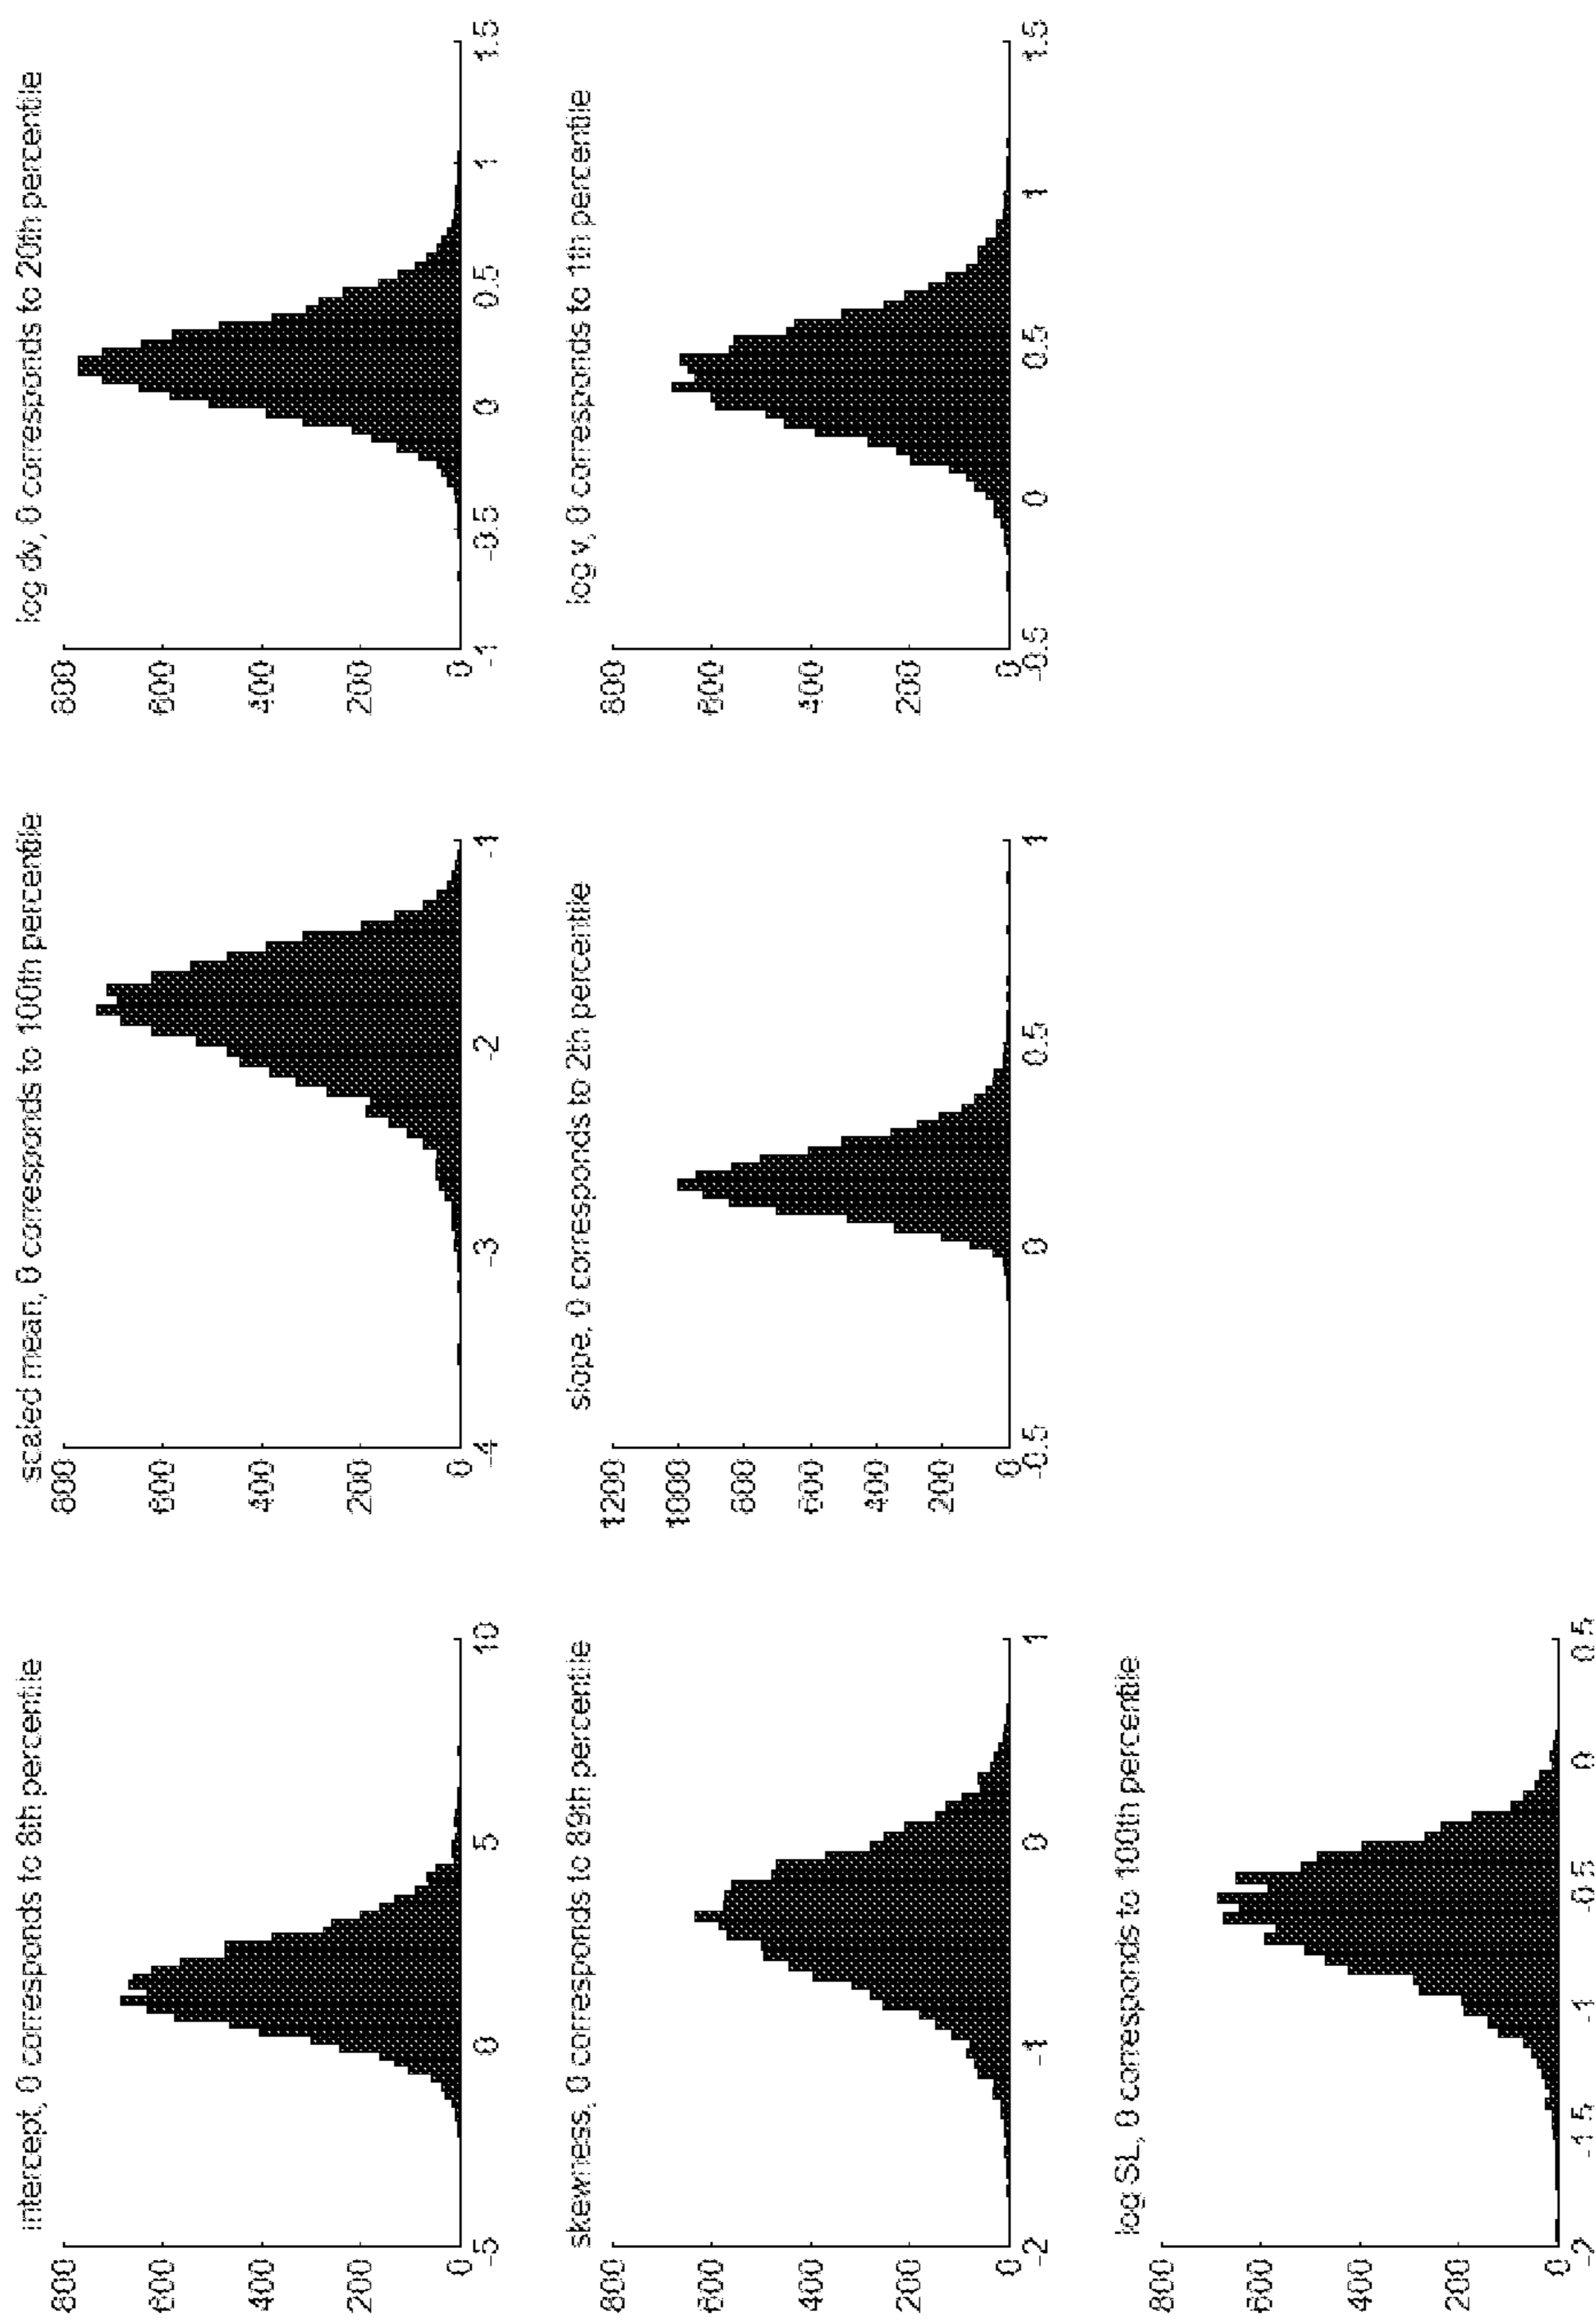 intercept, 0 corresponds to 8th percentile
800
600
400
200
0
-5 0 5 10
scaled mean, 0 corresponds to 100th percentile
800
600
400
200
0
-4 -3 -2 -1
log dv, 0 corresponds to 20th percentile
800
600
400
200
0
-1 -0.5 0 0.5 1 1.5
skewness, 0 corresponds to 89th percentile
800
600
400
200
0
-2 -1 0 1
slope, 0 corresponds to 2th percentile
1200
1000
800
600
400
200
0
-0.5 0 0.5 1
log v, 0 corresponds to 1th percentile
800
600
400
200
0
-0.5 0 0.5 1 1.5
log SL, 0 corresponds to 100th percentile
800
600
400
200
0
-2 -1.5 -1 -0.5 0 0.5